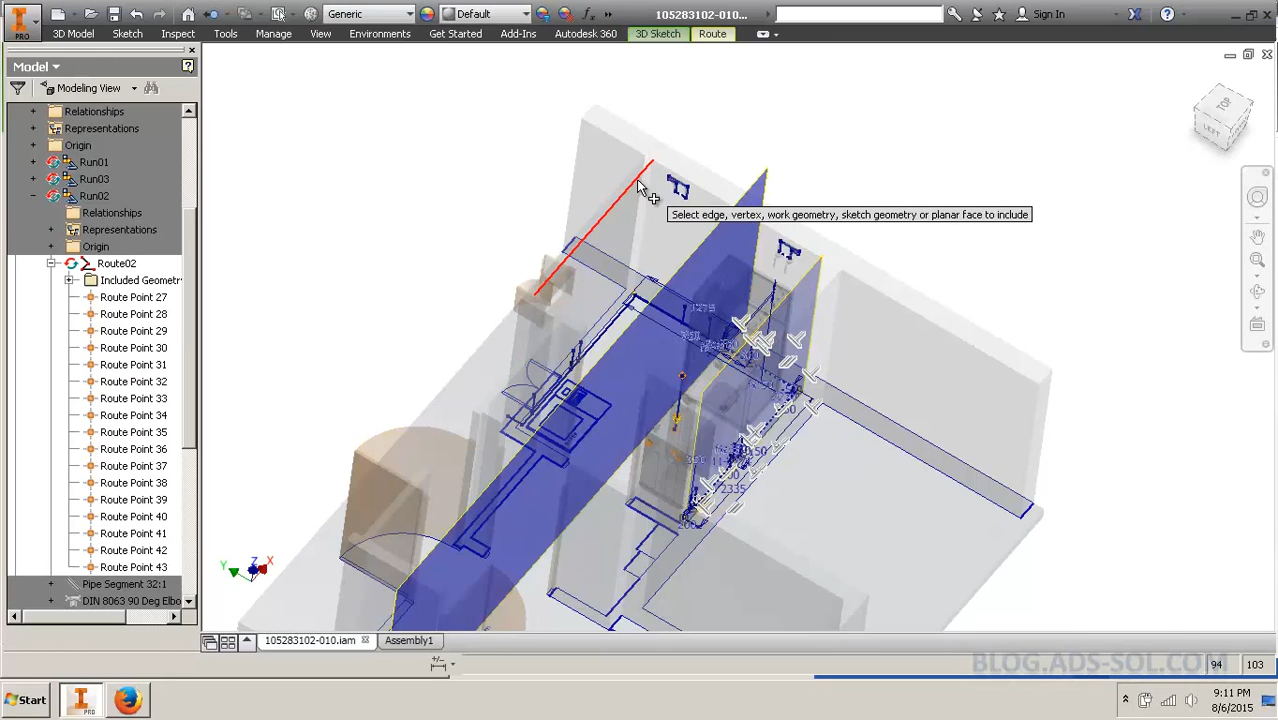 PRO
Generic
Default
105283102-010...
Sign In
3D Model
Sketch
Inspect
Tools
Manage
View
Environments
Get Started
Add-Ins
Autodesk 360
3D Sketch
Route
Model
Modeling View
Relationships
Representations
Origin
Run01
Run03
Run02
Relationships
Representations
Origin
Route02
Included Geometr
Route Point 27
Route Point 28
Route Point 29
Route Point 30
Route Point 31
Route Point 32
Route Point 33
Route Point 34
Route Point 35
Route Point 36
Route Point 37
Route Point 38
Route Point 39
Route Point 40
Route Point 41
Route Point 42
Route Point 43
Pipe Segment 32:1
DIN 8063 90 Deg Elbo
TOP
LEFT
Select edge, vertex, work geometry, sketch geometry or planar face to include
1275
2335
Y
Z
X
105283102-010.iam
Assembly1
BLOG.ADS-SOL.COM
94
103
Start
PRO
9:11 PM
8/6/2015